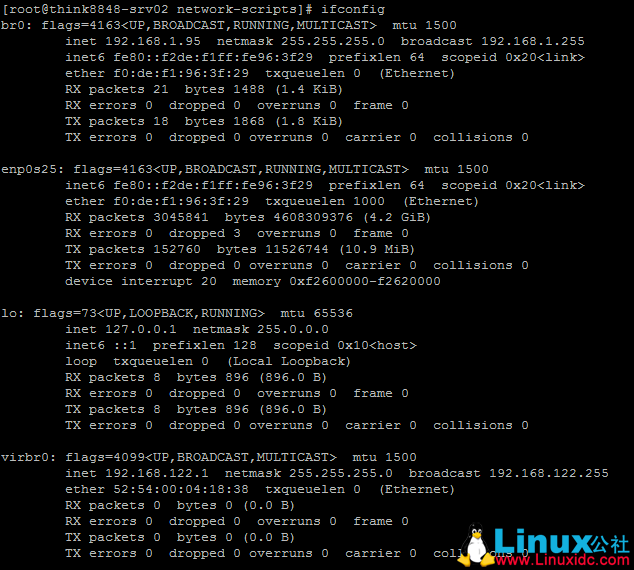 [root@think8848-srv02 network-scripts]# ifconfig
br0: flags=4163<UP,BROADCAST,RUNNING,MULTICAST>  mtu 1500
        inet 192.168.1.95  netmask 255.255.255.0  broadcast 192.168.1.255
        inet6 fe80::f2de:f1ff:fe96:3f29  prefixlen 64  scopeid 0x20<link>
        ether f0:de:f1:96:3f:29  txqueuelen 0  (Ethernet)
        RX packets 21  bytes 1488 (1.4 KiB)
        RX errors 0  dropped 0  overruns 0  frame 0
        TX packets 18  bytes 1868 (1.8 KiB)
        TX errors 0  dropped 0 overruns 0  carrier 0  collisions 0

enp0s25: flags=4163<UP,BROADCAST,RUNNING,MULTICAST>  mtu 1500
        inet6 fe80::f2de:f1ff:fe96:3f29  prefixlen 64  scopeid 0x20<link>
        ether f0:de:f1:96:3f:29  txqueuelen 1000  (Ethernet)
        RX packets 3045841  bytes 4608309376 (4.2 GiB)
        RX errors 0  dropped 3  overruns 0  frame 0
        TX packets 152760  bytes 11526744 (10.9 MiB)
        TX errors 0  dropped 0 overruns 0  carrier 0  collisions 0
        device interrupt 20  memory 0xf2600000-f2620000

lo: flags=73<UP,LOOPBACK,RUNNING>  mtu 65536
        inet 127.0.0.1  netmask 255.0.0.0
        inet6 ::1  prefixlen 128  scopeid 0x10<host>
        loop  txqueuelen 0  (Local Loopback)
        RX packets 8  bytes 896 (896.0 B)
        RX errors 0  dropped 0  overruns 0  frame 0
        TX packets 8  bytes 896 (896.0 B)
        TX errors 0  dropped 0 overruns 0  carrier 0  collisions 0

virbr0: flags=4099<UP,BROADCAST,MULTICAST>  mtu 1500
        inet 192.168.122.1  netmask 255.255.255.0  broadcast 192.168.122.255
        ether 52:54:00:04:18:38  txqueuelen 0  (Ethernet)
        RX packets 0  bytes 0 (0.0 B)
        RX errors 0  dropped 0  overruns 0  frame 0
        TX packets 0  bytes 0 (0.0 B)
        TX errors 0  dropped 0 overruns 0  carrier 0
Linux公社
www.Linuxidc.com